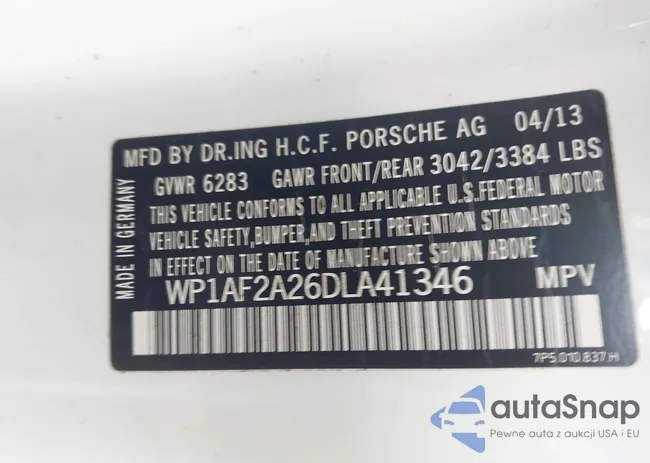 MFD BY DR.ING H.C.F. PORSCHE AG 04/13
GVWR 6283 GAWR FRONT/REAR 3042/3384 LBS
THIS VEHICLE CONFORMS TO ALL APPLICABLE U.S.FEDERAL MOTOR
VEHICLE SAFETY,BUMPER,AND THEFT PREVENTION STANDARDS
IN EFFECT ON THE DATE OF MANUFACTURE SHOWN ABOVE
WP1AF2A26DLA41346 MPV
MADE IN GERMANY
7P5.010.837.H
autaSnap
Pewne auta z aukcji USA i EU